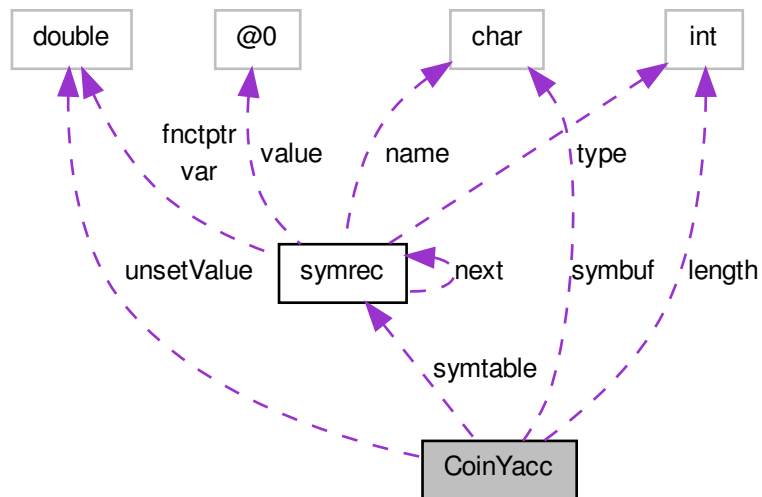 double
@0
char
int
fnctptr
var
value
name
type
unsetValue
symrec
next
symbuf
length
symtable
CoinYacc